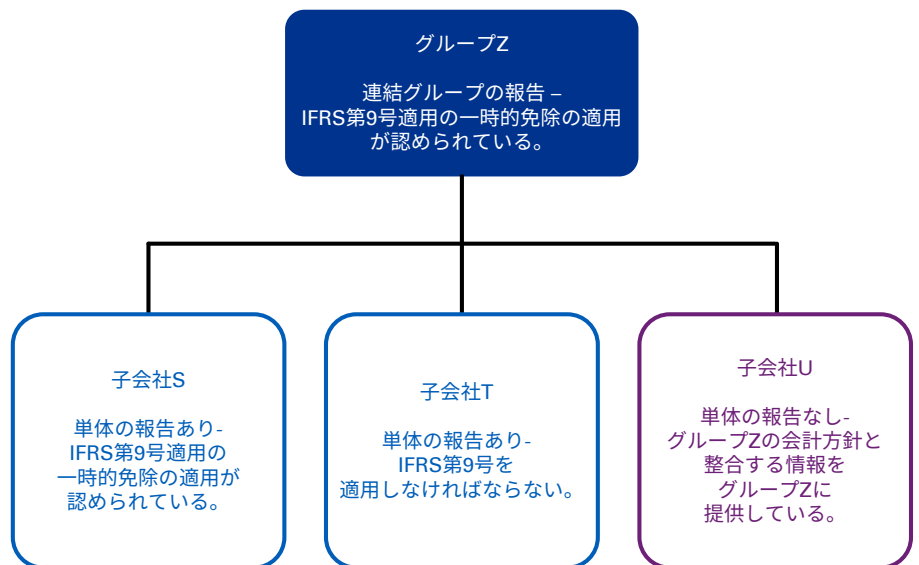 グループZ
連結グループの報告 –
IFRS第9号適用の一時的免除の適用
が認められている。
子会社S
単体の報告あり-
IFRS第9号適用の
一時的免除の適用が
認められている。
子会社T
単体の報告あり-
IFRS第9号を
適用しなければならない。
子会社U
単体の報告なし-
グループZの会計方針と
整合する情報を
グループZに
提供している。